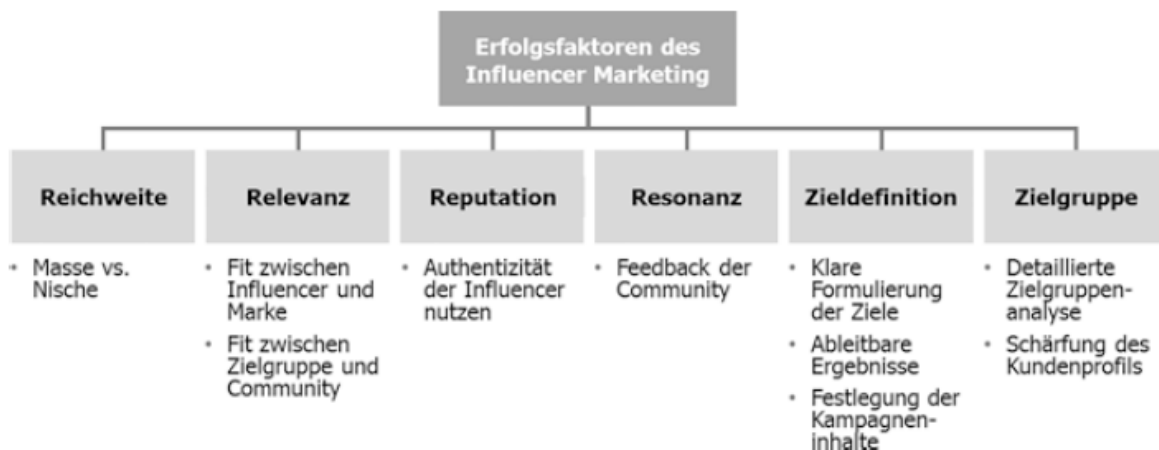 Erfolgsfaktoren des
Influencer Marketing
Reichweite
Relevanz
Reputation
Resonanz
Zieldefinition
Zielgruppe
• Masse vs.
Nische
• Fit zwischen
Influencer und
Marke
• Fit zwischen
Zielgruppe und
Community
• Authentizität
der Influencer
nutzen
• Feedback der
Community
• Klare
Formulierung
der Ziele
• Ableitbare
Ergebnisse
• Festlegung der
Kampagnen-
inhalte
• Detaillierte
Zielgruppen-
analyse
• Schärfung des
Kundenprofils